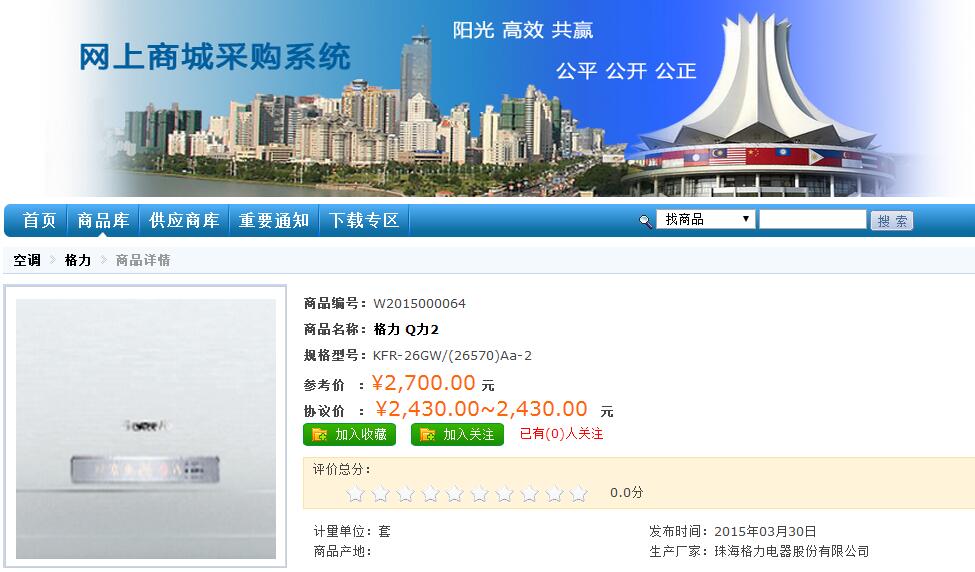 网上商城采购系统
阳光 高效 共赢
公平 公开 公正
首页 商品库 供应商库 重要通知 下载专区 找商品 搜 索
空调 格力 商品详情
商品编号： W2015000064
商品名称： 格力 Q力2
规格型号： KFR-26GW/(26570)Aa-2
参考价 ： ¥2,700.00 元
协议价 ： ¥2,430.00~2,430.00 元
加入收藏 加入关注 已有(0)人关注
评价总分：
0.0分
计量单位：套 发布时间：2015年03月30日
商品产地： 生产厂家：珠海格力电器股份有限公司